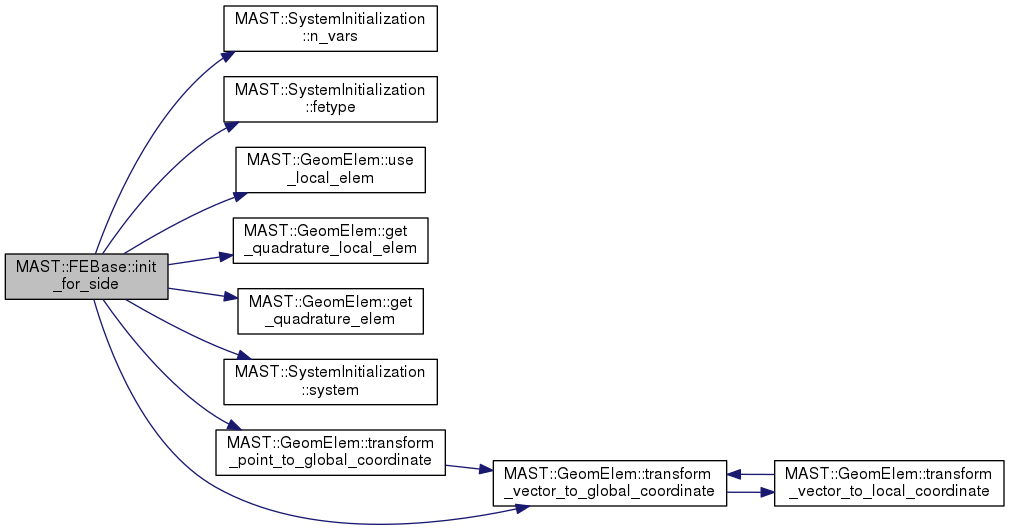 MAST::SystemInitialization
::n_vars
MAST::SystemInitialization
::fetype
MAST::GeomElem::use
_local_elem
MAST::GeomElem::get
_quadrature_local_elem
MAST::FEBase::init
_for_side
MAST::GeomElem::get
_quadrature_elem
MAST::SystemInitialization
::system
MAST::GeomElem::transform
_point_to_global_coordinate
MAST::GeomElem::transform
_vector_to_global_coordinate
MAST::GeomElem::transform
_vector_to_local_coordinate